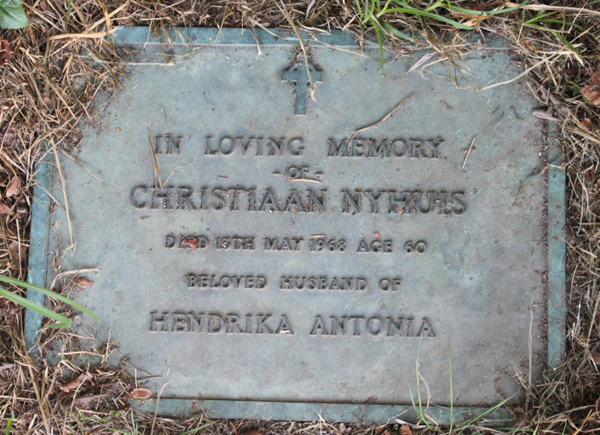 IN LOVING MEMORY
-OF-
CHRISTIAAN NYHUIS
DIED 13TH MAY 1968 AGE 60
BELOVED HUSBAND OF
HENDRIKA ANTONIA